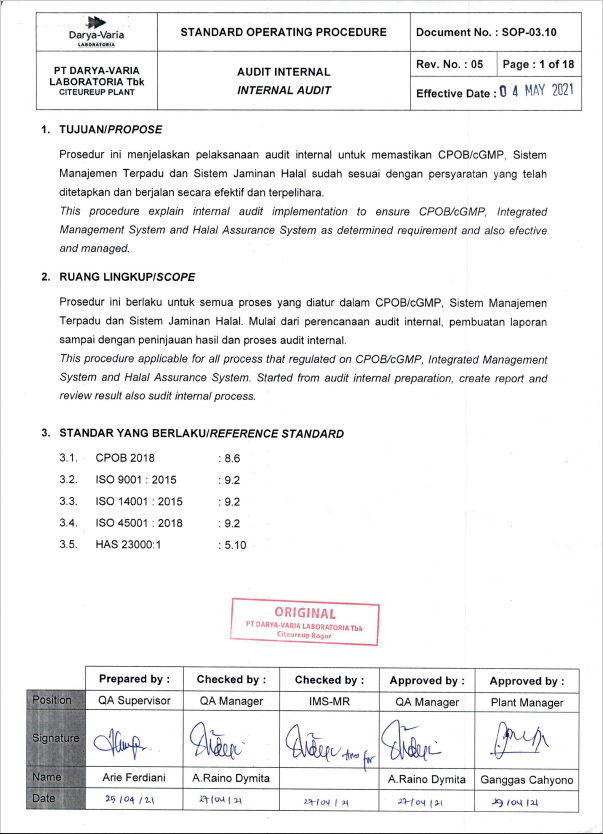 Darya-Varia
LABORATORIA
STANDARD OPERATING PROCEDURE
Document No. : SOP-03.10
PT DARYA-VARIA
LABORATORIA Tbk
CITEUREUP PLANT
AUDIT INTERNAL
INTERNAL AUDIT
Rev. No. : 05
Page : 1 of 18
Effective Date : 04 MAY 2021
1. TUJUAN/PROPOSE
Prosedur ini menjelaskan pelaksanaan audit internal untuk memastikan CPOB/cGMP, Sistem
Manajemen Terpadu dan Sistem Jaminan Halal sudah sesuai dengan persyaratan yang telah
ditetapkan dan berjalan secara efektif dan terpelihara.
This procedure explain internal audit implementation to ensure CPOB/cGMP, Integrated
Management System and Halal Assurance System as determined requirement and also efective
and managed.
2. RUANG LINGKUP/SCOPE
Prosedur ini berlaku untuk semua proses yang diatur dalam CPOB/cGMP, Sistem Manajemen
Terpadu dan Sistem Jaminan Halal. Mulai dari perencanaan audit internal, pembuatan laporan
sampai dengan peninjauan hasil dan proses audit internal.
This procedure applicable for all process that regulated on CPOB/cGMP, Integrated Management
System and Halal Assurance System. Started from audit internal preparation, create report and
review result also sudit internal process.
3. STANDAR YANG BERLAKU/REFERENCE STANDARD
3.1. CPOB 2018 : 8.6
3.2. ISO 9001 : 2015 : 9.2
3.3. ISO 14001 : 2015 : 9.2
3.4. ISO 45001 : 2018 : 9.2
3.5. HAS 23000:1 : 5.10
ORIGINAL
PT DARYA-VARIA LABORATORIA Tbk
Citeureup Bogor
Prepared by : Checked by : Checked by : Approved by : Approved by :
Position QA Supervisor QA Manager IMS-MR QA Manager Plant Manager
Signature
Name Arie Ferdiani A.Raino Dymita A.Raino Dymita Ganggas Cahyono
Date 25/04/21 27/04/21 27/04/21 27/04/21 29/04/21